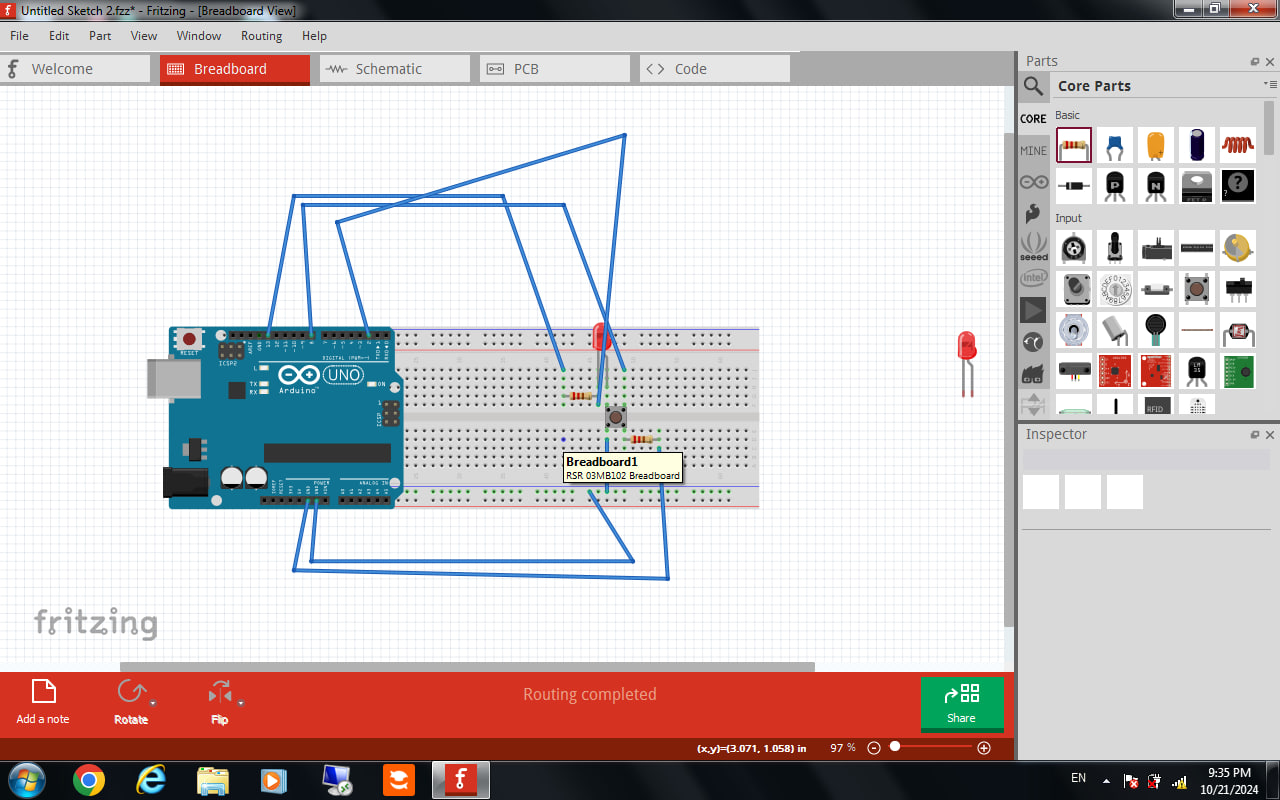 Untitled Sketch 2.fzz* - Fritzing - [Breadboard View]
File Edit Part View Window Routing Help
Welcome
Breadboard
Schematic
PCB
Code
Parts
Core Parts
CORE
MINE
seeed
intel
Basic
P
N
?
Input
RFID
Inspector
RESET
ICSP2
L
TX
RX
DIGITAL (PWM~)
UNO
Arduino
ON
ICSP
POWER
ANALOG IN
Breadboard1
RSR 03MB102 Breadboard
fritzing
Add a note
Rotate
Flip
Routing completed
Share
(x,y)=(3.071, 1.058) in
97 %
EN
9:35 PM
10/21/2024